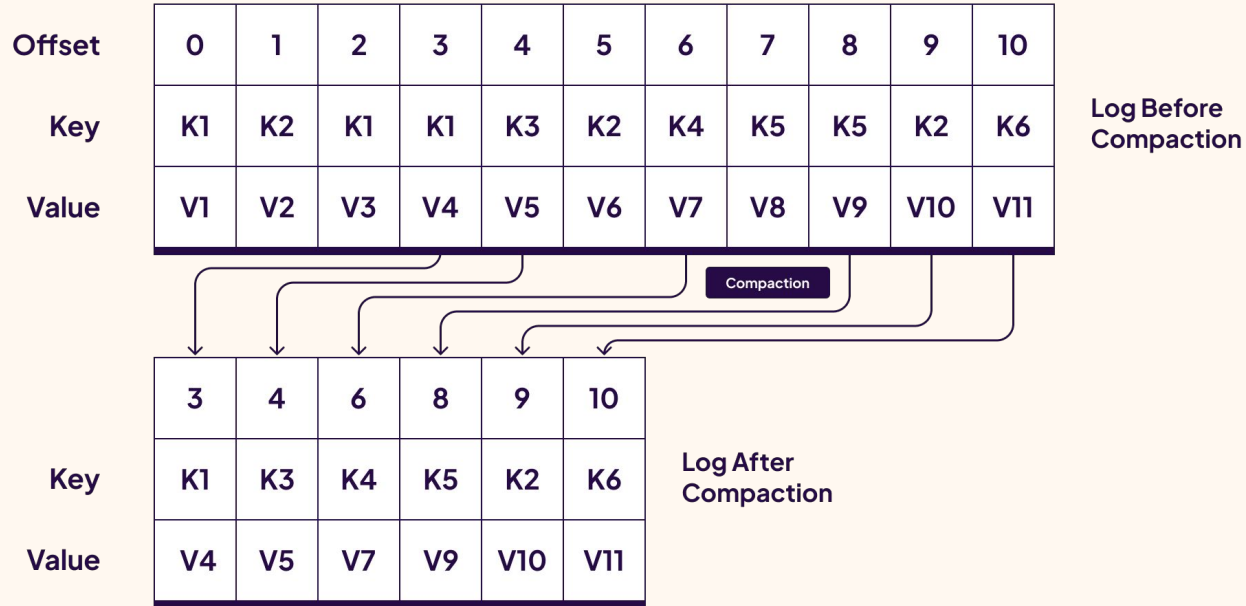 Offset 0 1 2 3 4 5 6 7 8 9 10
Key K1 K2 K1 K1 K3 K2 K4 K5 K5 K2 K6
Value V1 V2 V3 V4 V5 V6 V7 V8 V9 V10 V11
Log Before
Compaction
Compaction
3 4 6 8 9 10
Key K1 K3 K4 K5 K2 K6
Value V4 V5 V7 V9 V10 V11
Log After
Compaction